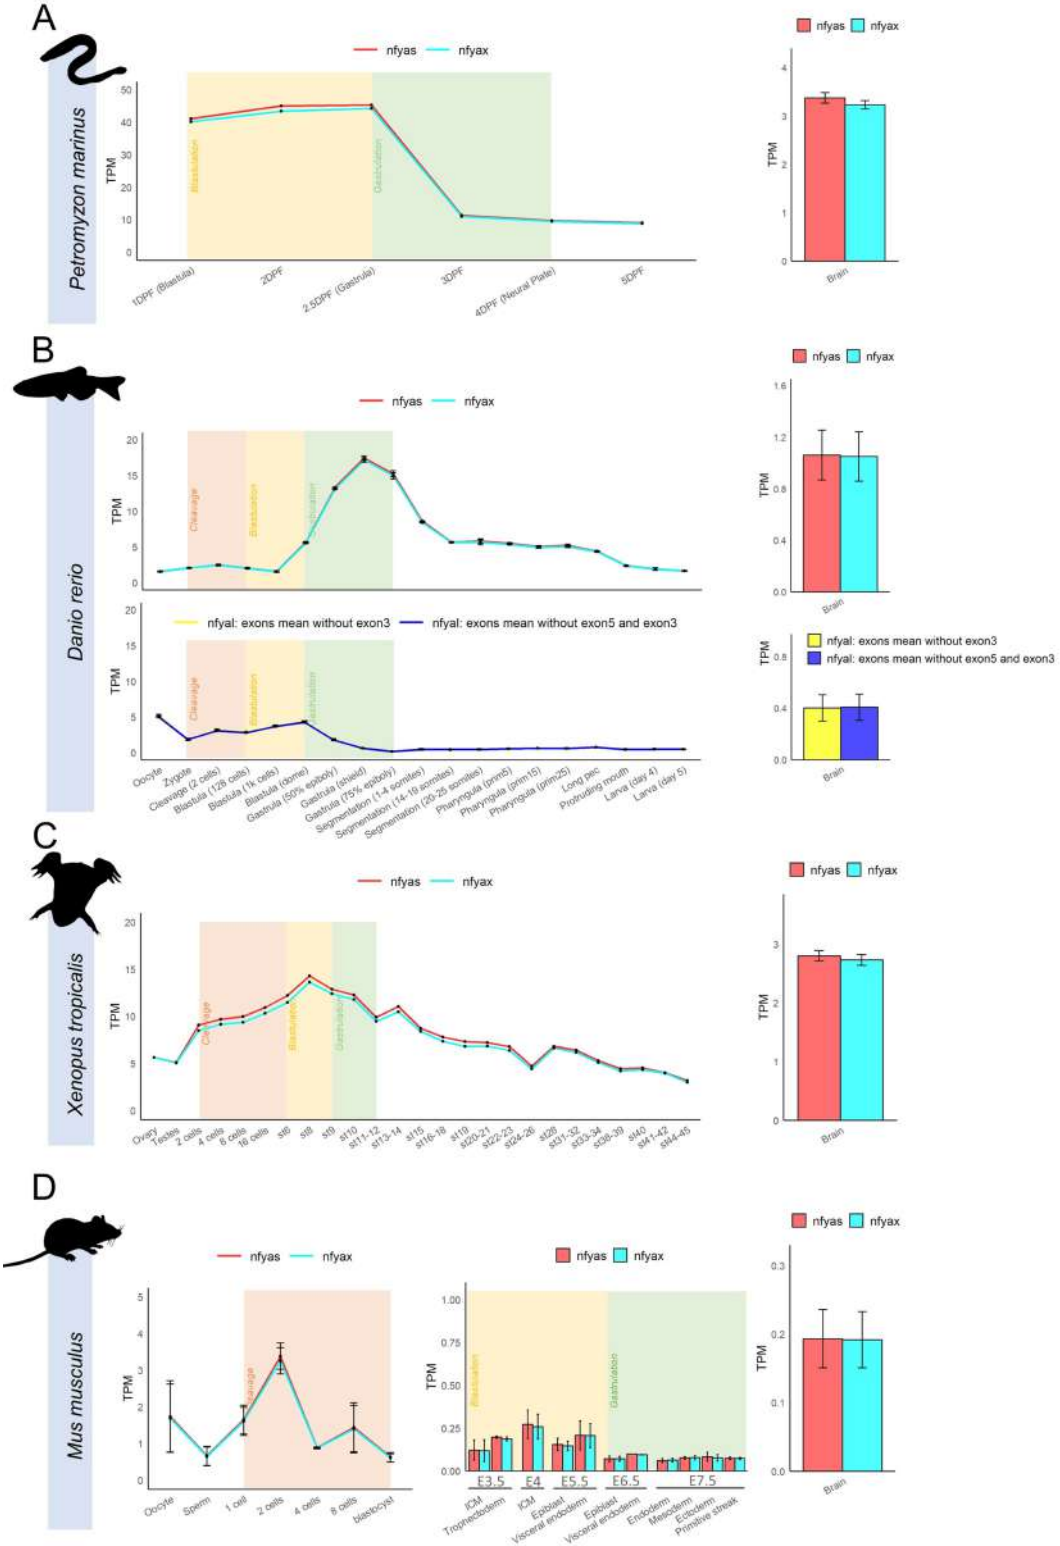 A
nfyas nfyax
nfyas nfyax
Petromyzon marinus
TPM
50
40
30
20
10
0
Blastulation
Gastrulation
1DPF (Blastula)
2DPF
2.5DPF (Gastrula)
3DPF
4DPF (Neural Plate)
5DPF
TPM
4
3
2
1
0
Brain
B
nfyas nfyax
nfyas nfyax
Danio rerio
TPM
20
15
10
5
0
Cleavage
Blastulation
Gastrulation
TPM
1.6
1.2
0.8
0.4
0.0
Brain
nfyal: exons mean without exon3 nfyal: exons mean without exon5 and exon3
TPM
20
15
10
5
0
Cleavage
Blastulation
Gastrulation
Oocyte
Zygote
Cleavage (2 cells)
Blastula (128 cells)
Blastula (1k cells)
Blastula (dome)
Gastrula (50% epiboly)
Gastrula (shield)
Gastrula (75% epiboly)
Segmentation (1-4 somites)
Segmentation (14-19 somites)
Segmentation (20-25 somites)
Pharyngula (prim5)
Pharyngula (prim15)
Pharyngula (prim25)
Long pec
Protruding mouth
Larva (day 4)
Larva (day 5)
nfyal: exons mean without exon3
nfyal: exons mean without exon5 and exon3
TPM
0.8
0.4
0.0
Brain
C
nfyas nfyax
nfyas nfyax
Xenopus tropicalis
TPM
20
15
10
5
0
Cleavage
Blastulation
Gastrulation
Ovary
Testes
2 cells
4 cells
8 cells
16 cells
st6
st8
st9
st10
st11-12
st13-14
st15
st16-18
st19
st20-21
st22-23
st24-26
st28
st31-32
st33-34
st38-39
st40
st41-42
st44-45
TPM
3
2
1
0
Brain
D
nfyas nfyax
nfyas nfyax
nfyas nfyax
Mus musculus
TPM
5
4
3
2
1
0
Cleavage
Oocyte
Sperm
1 cell
2 cells
4 cells
8 cells
blastocyst
TPM
1.00
0.75
0.50
0.25
0.00
Blastulation
Gastrulation
E3.5 E4 E5.5 E6.5 E7.5
ICM
Tropnectoderm
ICM
Epiblast
Visceral endoderm
Epiblast
Visceral endoderm
Endoderm
Mesoderm
Ectoderm
Primitive streak
TPM
0.3
0.2
0.1
0.0
Brain